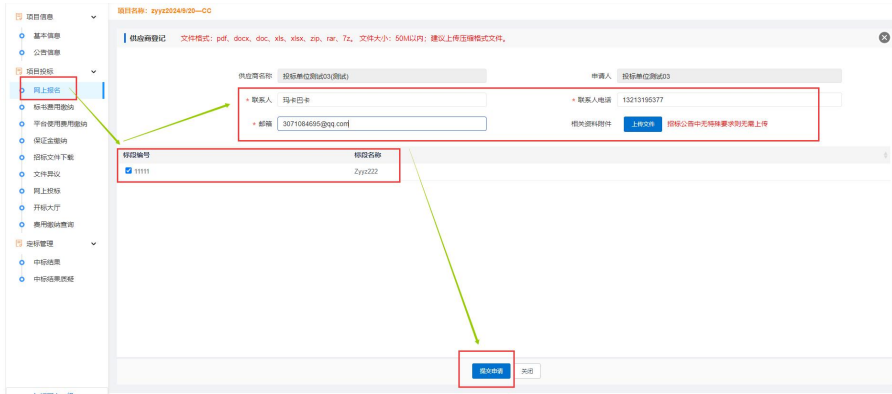 项目名称：zyyz2024/9/20---CC
项目信息
基本信息
公告信息
项目投标
网上报名
标书费用缴纳
平台使用费用缴纳
保证金缴纳
招标文件下载
文件异议
网上投标
开标大厅
费用缴纳查询
定标管理
中标结果
中标结果质疑
供应商登记 文件格式：pdf、docx、doc、xls、xlsx、zip、rar、7z。 文件大小：50M以内；建议上传压缩格式文件。
供应商名称 投标单位测试03(测试) 申请人 投标单位测试03
* 联系人 玛卡巴卡 * 联系人电话 13213195377
* 邮箱 3071084695@qq.com 相关资料附件 上传文件 招标公告中无特殊要求则无需上传
标段编号 标段名称
11111 Zyyz222
提交申请 关闭